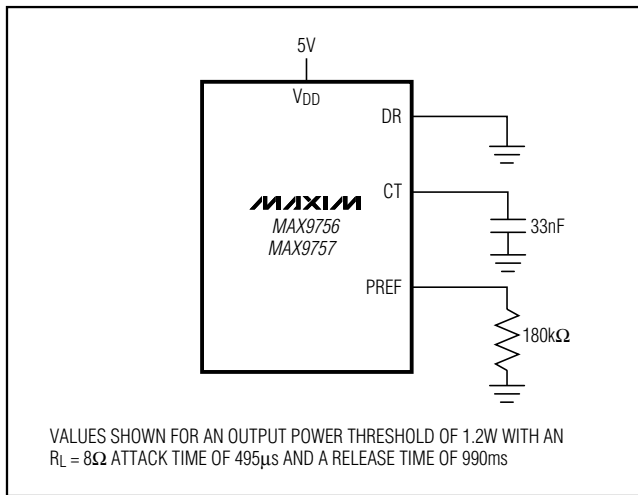 5V
VDD
DR
CT
MAXIM
MAX9756
MAX9757
33nF
PREF
180kΩ
VALUES SHOWN FOR AN OUTPUT POWER THRESHOLD OF 1.2W WITH AN
RL = 8Ω ATTACK TIME OF 495μs AND A RELEASE TIME OF 990ms